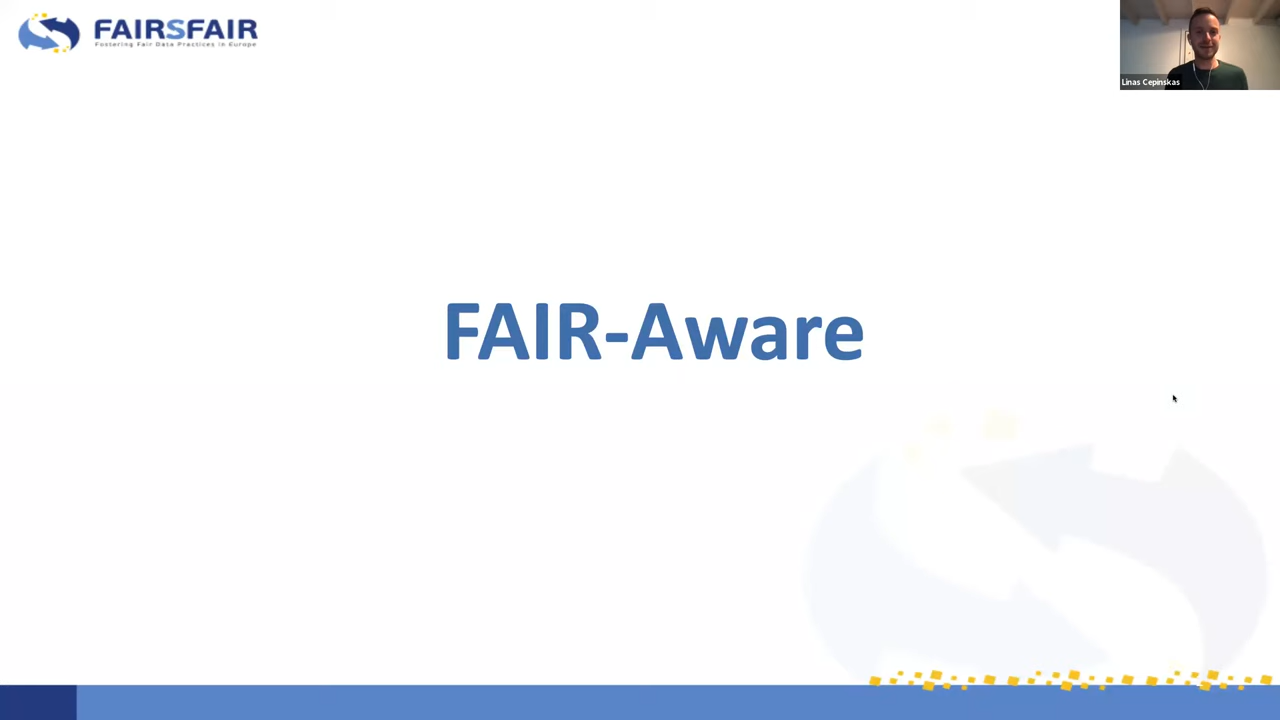 FAIRSFAIR
Fostering Fair Data Practices in Europe
Linas Cepinskas
FAIR-Aware